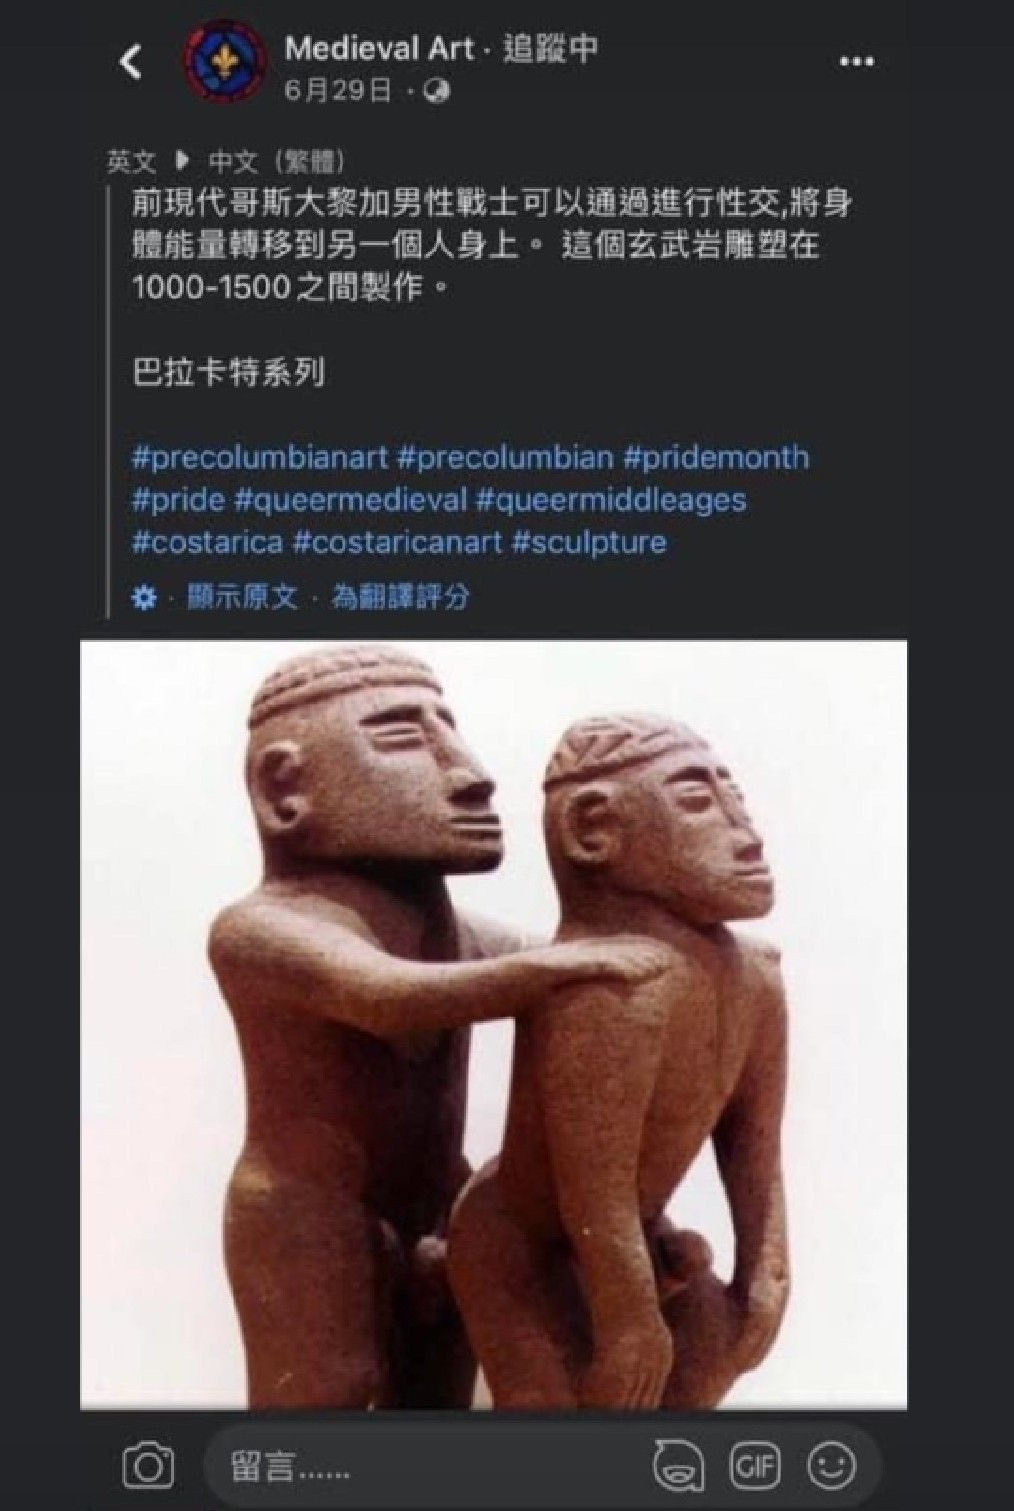 Medieval Art · 追蹤中
6月29日 ·
英文 ▶ 中文（繁體）
前現代哥斯大黎加男性戰士可以通過進行性交,將身
體能量轉移到另一個人身上。 這個玄武岩雕塑在
1000-1500之間製作。
巴拉卡特系列
#precolumbianart #precolumbian #pridemonth
#pride #queermedieval #queermiddleages
#costarica #costaricanart #sculpture
· 顯示原文 · 為翻譯評分
留言......
GIF